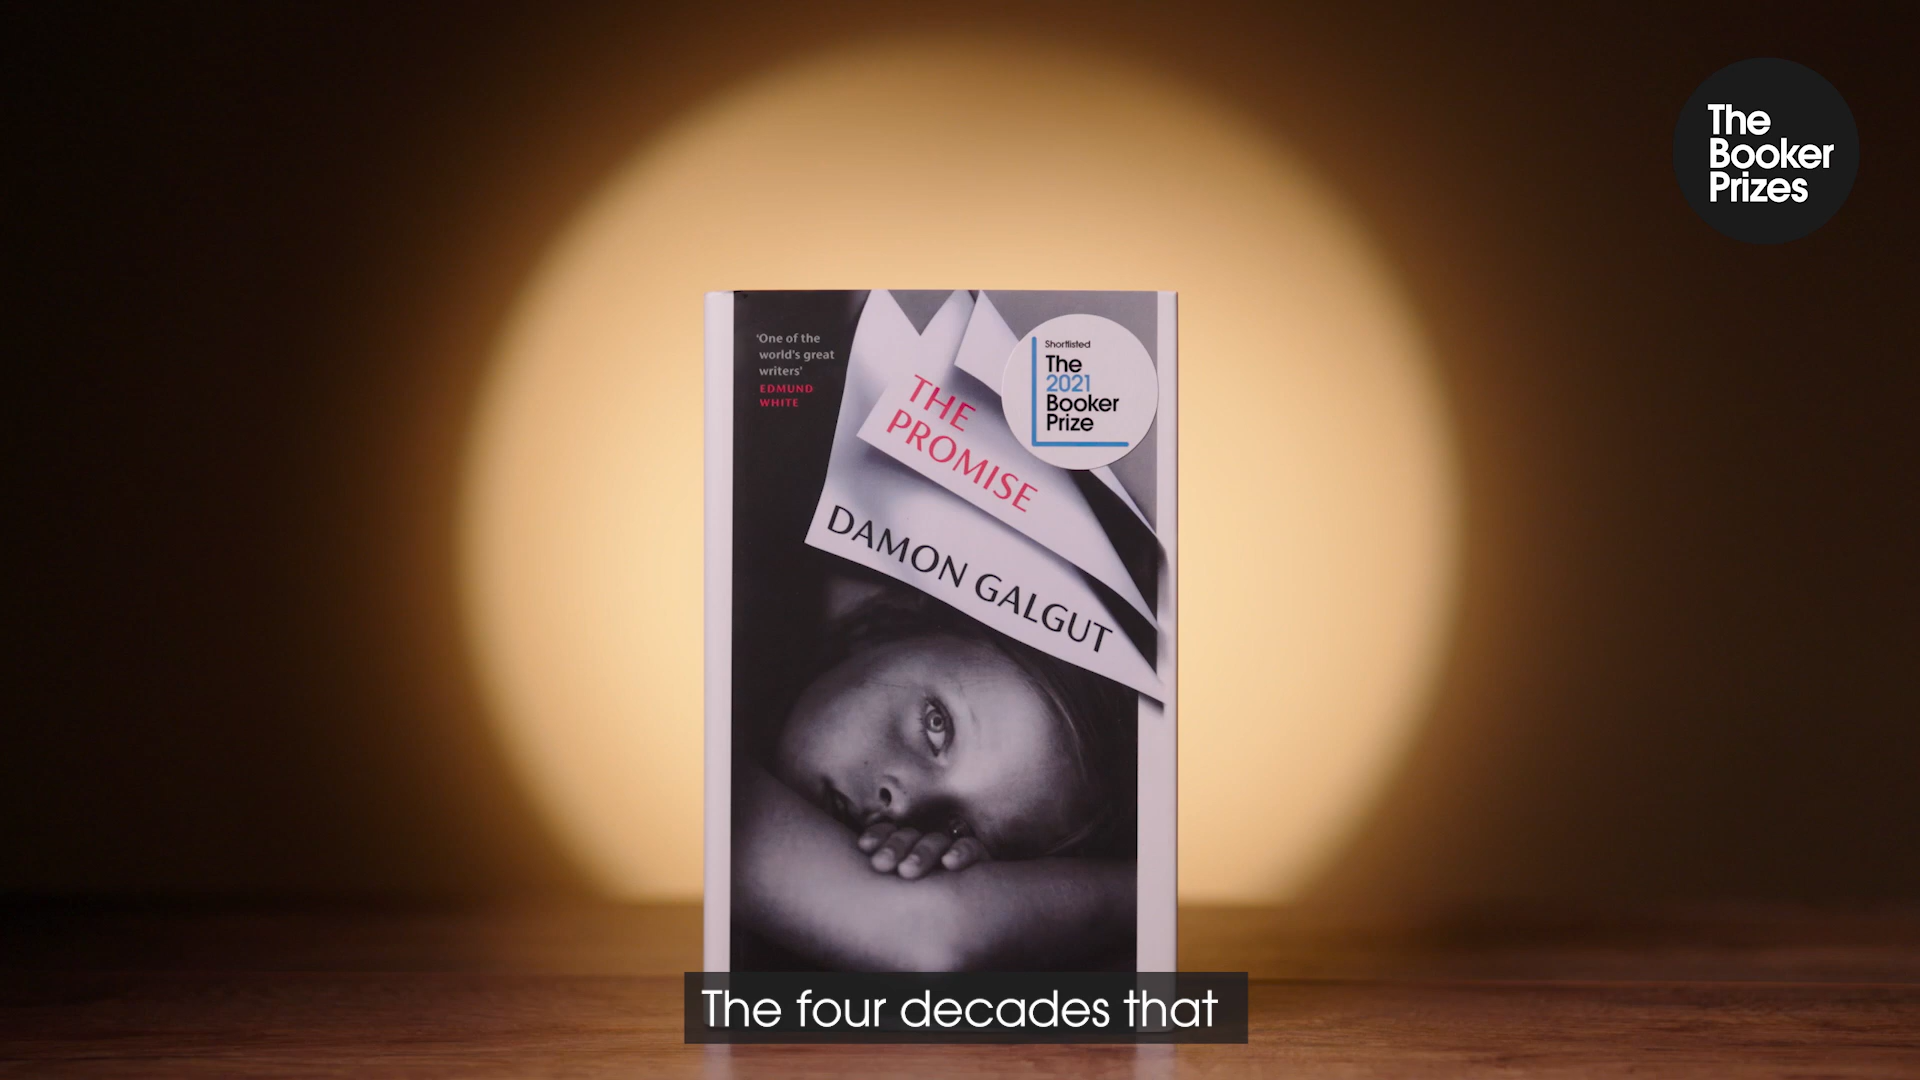 The
Booker
Prizes
'One of the
world's great
writers'
EDMUND
WHITE
Shortlisted
The
2021
Booker
Prize
THE
PROMISE
DAMON GALGUT
The four decades that